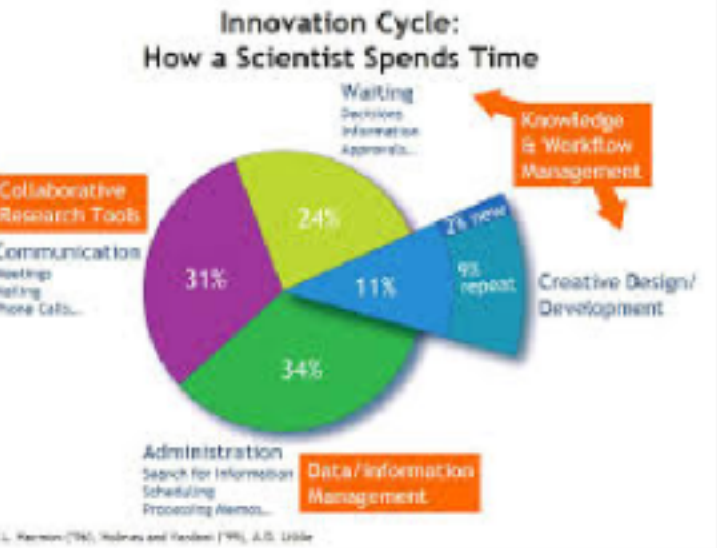 Innovation Cycle:
How a Scientist Spends Time
Waiting
Decisions
Information
Approvals...
Knowledge
& Workflow
Management
Collaborative
Research Tools
Communication
Meetings
Phone Calls...
24%
31%
11%
34%
2% new
9%
repeat
Creative Design/
Development
Administration
Search for Information
Scheduling
Processing Memos...
Data/Information
Management